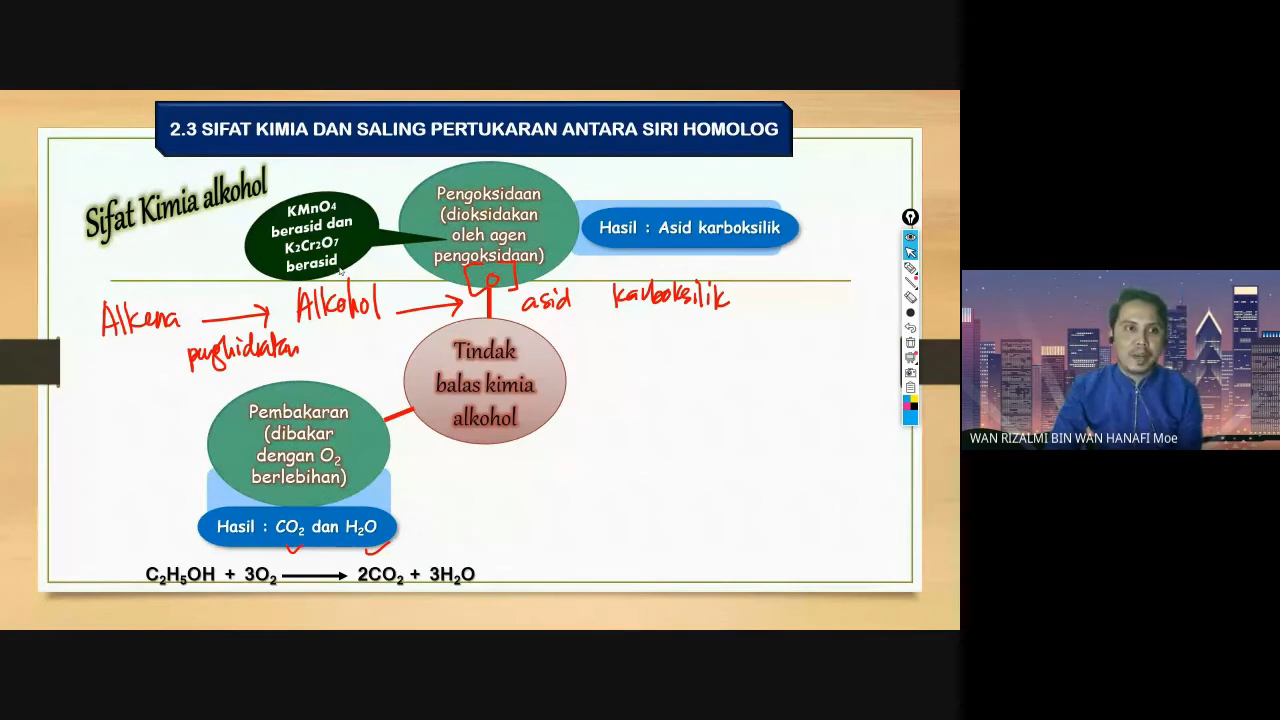 2.3 SIFAT KIMIA DAN SALING PERTUKARAN ANTARA SIRI HOMOLOG
Sifat Kimia alkohol
KMnO₄
berasid dan
K₂Cr₂O₇
berasid
Pengoksidaan
(dioksidakan
oleh agen
pengoksidaan)
Hasil : Asid karboksilik
Alkena → Alkohol → [O] asid karboksilik
penghidratan
Tindak
balas kimia
alkohol
Pembakaran
(dibakar
dengan O₂
berlebihan)
Hasil : CO₂ dan H₂O
C₂H₅OH + 3O₂ → 2CO₂ + 3H₂O
WAN RIZALMI BIN WAN HANAFI Moe